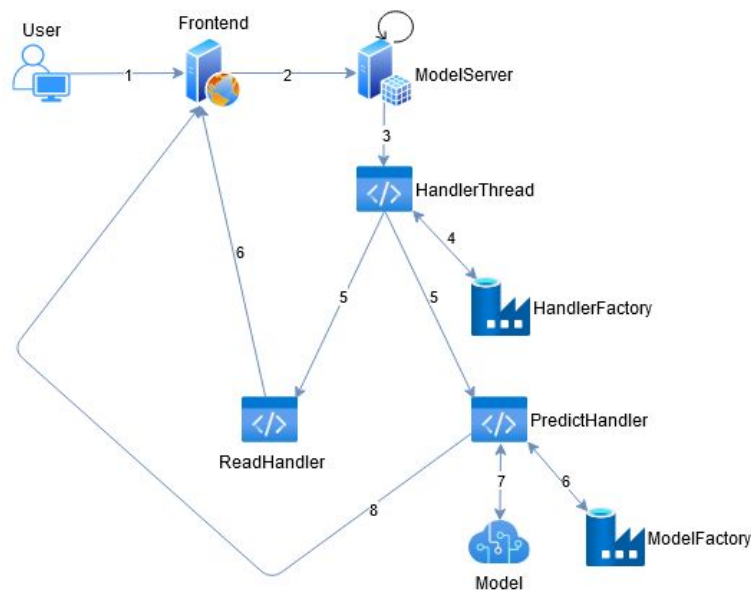 User
Frontend
ModelServer
1
2
3
HandlerThread
4
6
5
5
HandlerFactory
PredictHandler
ReadHandler
7
6
8
ModelFactory
Model